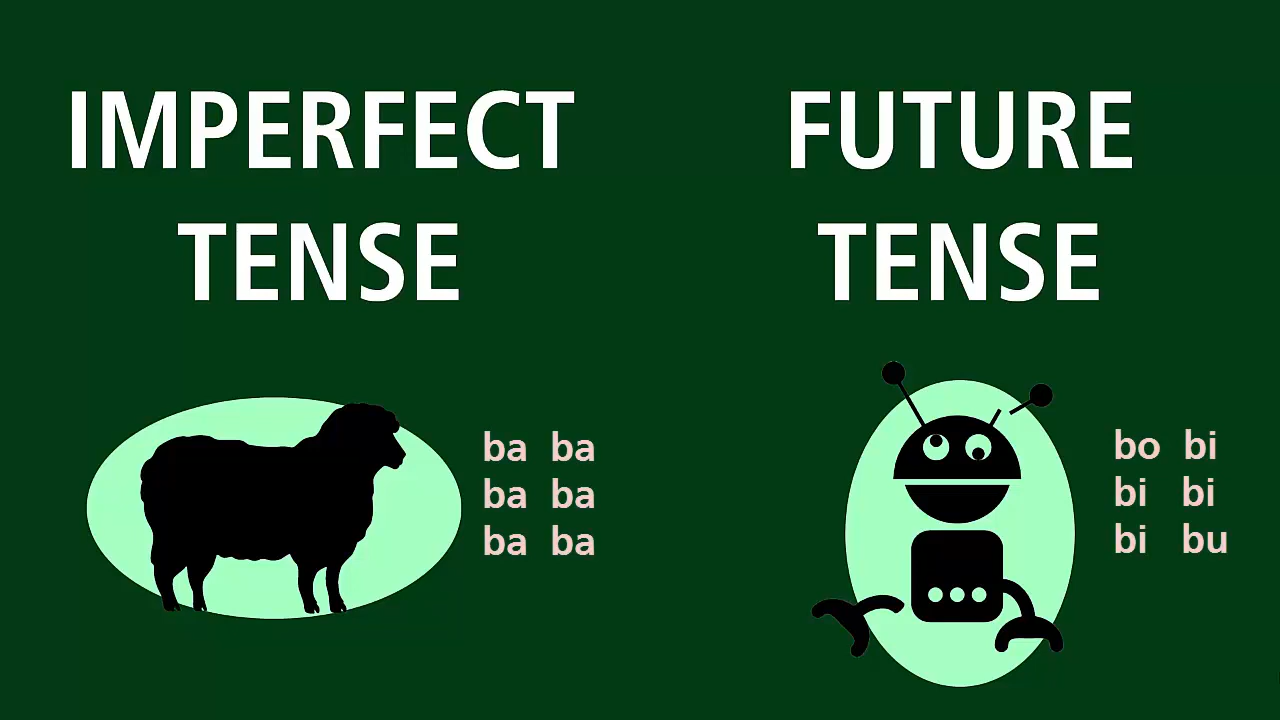 IMPERFECT
TENSE
ba ba
ba ba
ba ba
FUTURE
TENSE
bo bi
bi bi
bi bu